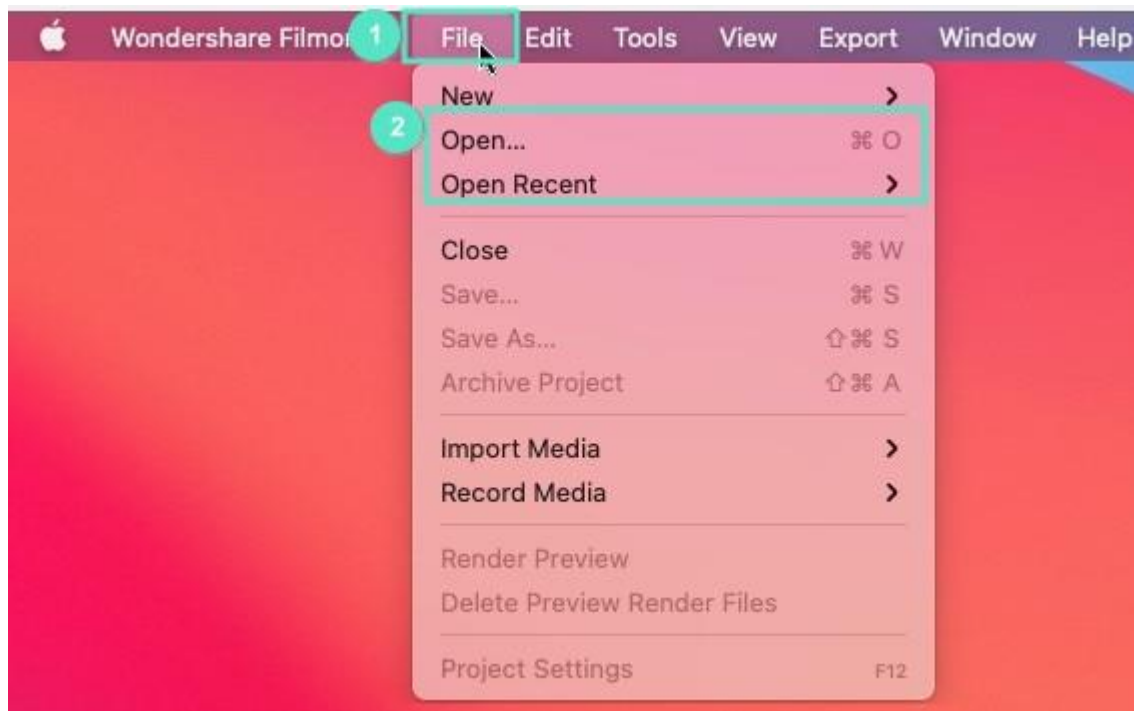 Wondershare Filmor 1 File Edit Tools View Export Window Help
New
2
Open... ⌘ O
Open Recent
Close ⌘ W
Save... ⌘ S
Save As... ⇧⌘ S
Archive Project ⇧⌘ A
Import Media
Record Media
Render Preview
Delete Preview Render Files
Project Settings F12